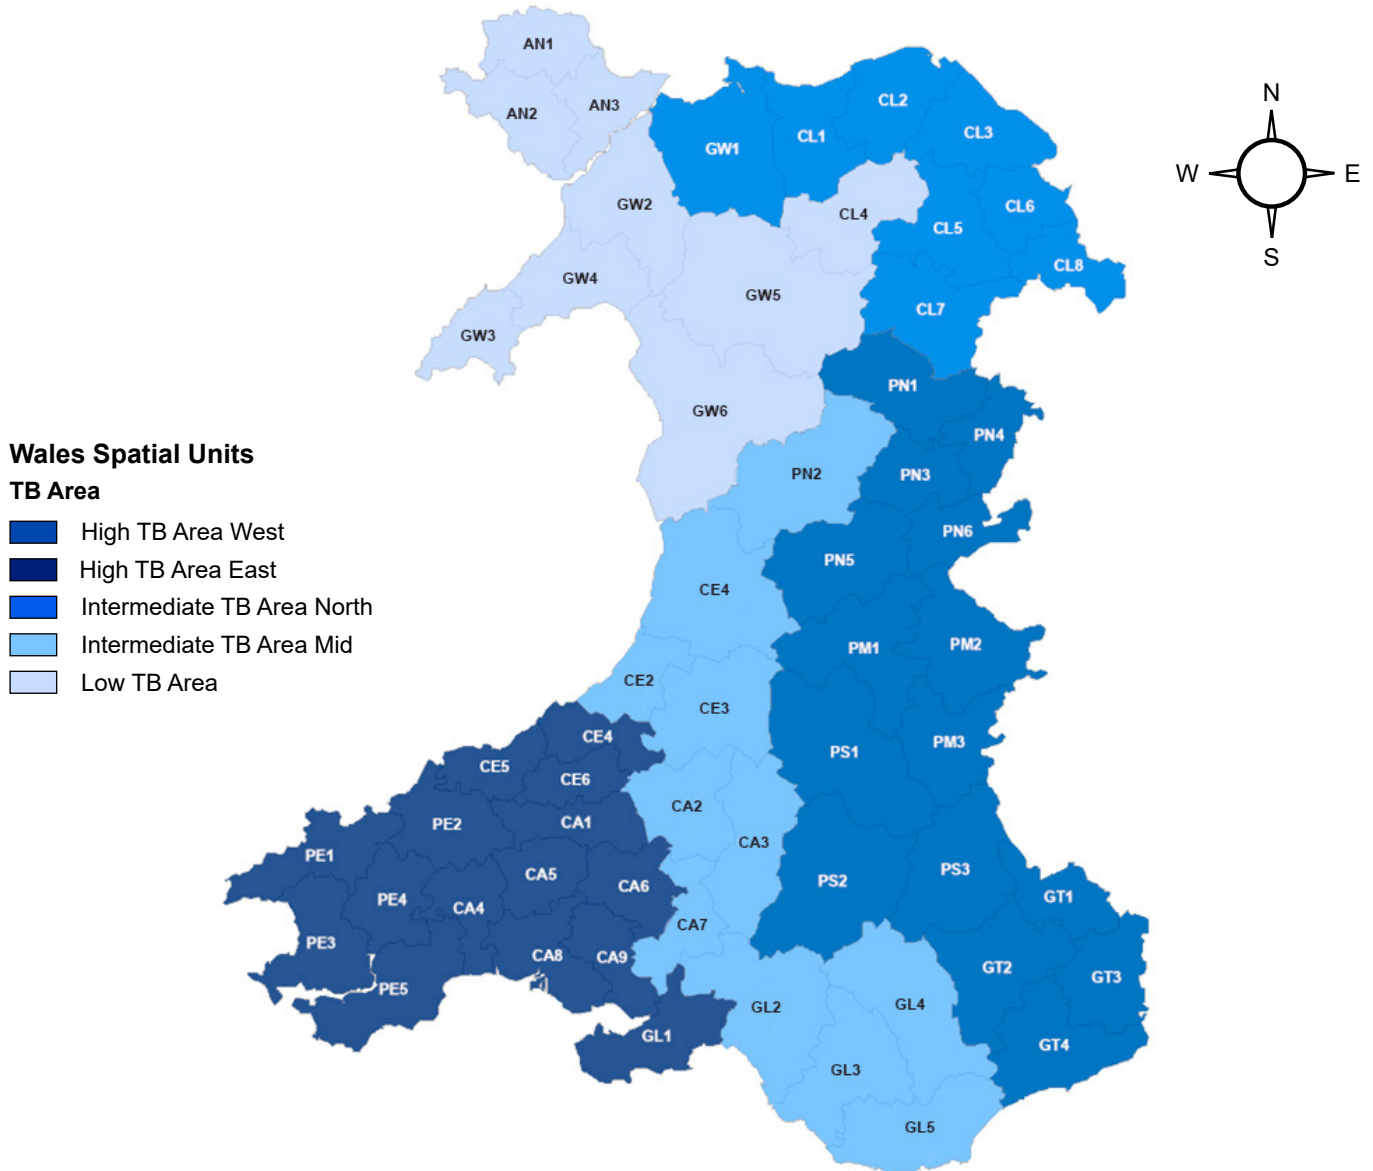 AN1
AN2
AN3
GW1
CL1
CL2
CL3
GW2
CL4
CL5
CL6
CL8
GW4
GW5
GW3
CL7
GW6
PN1
PN4
PN2
PN3
PN6
PN5
CE4
PM1
PM2
CE2
CE3
PS1
PM3
CE4
CE5
CE6
CA2
PE2
CA1
CA3
PE1
CA5
CA6
PS2
PS3
PE4
CA4
GT1
CA7
PE3
CA8
CA9
GT2
GT3
PE5
GL2
GL4
GL1
GT4
GL3
GL5
N
W
E
S
Wales Spatial Units
TB Area
High TB Area West
High TB Area East
Intermediate TB Area North
Intermediate TB Area Mid
Low TB Area